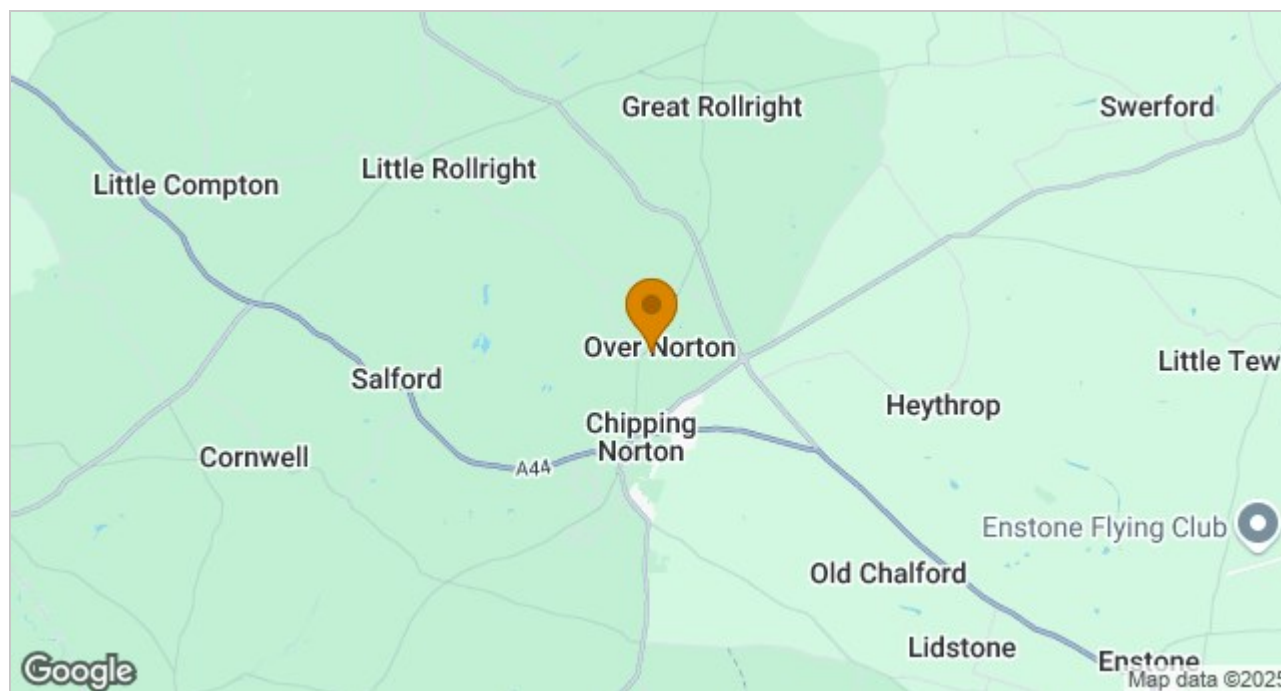 Great Rollright
Swerford
Little Rollright
Little Compton
Over Norton
Little Tew
Salford
Heythrop
Chipping
Norton
Cornwell
A44
Enstone Flying Club
Old Chalford
Lidstone
Enstone
Google
Map data ©2025